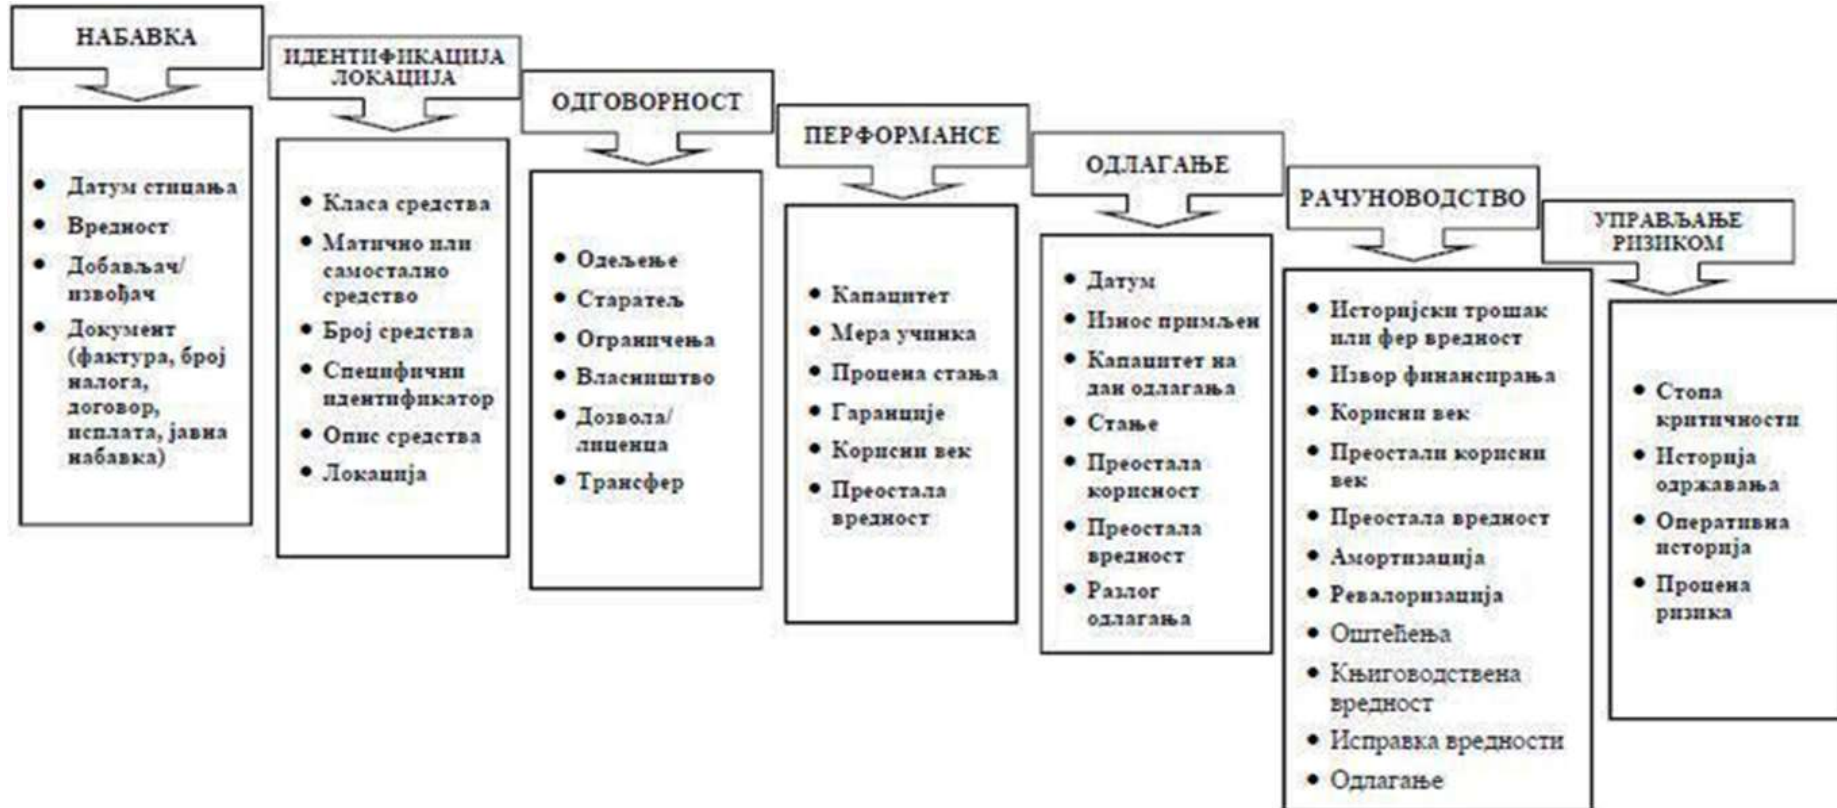 НАБАВКА
• Датум стицања
• Вредност
• Добављач/
извођач
• Документ
(фактура, број
налога,
договор,
исплата, јавна
набавка)
ИДЕНТИФИКАЦИЈА
ЛОКАЦИЈА
• Класа средства
• Матично или
самостално
средство
• Број средства
• Специфични
идентификатор
• Опис средства
• Локација
ОДГОВОРНОСТ
• Одељење
• Старатељ
• Ограничења
• Власништво
• Дозвола/
лиценца
• Трансфер
ПЕРФОРМАНСЕ
• Капацитет
• Мера учинка
• Процена стања
• Гаранције
• Корисни век
• Преостала
вредност
ОДЛАГАЊЕ
• Датум
• Износ примљен
• Капацитет на
дан одлагања
• Стање
• Преостала
корисност
• Преостала
вредност
• Разлог
одлагања
РАЧУНОВОДСТВО
• Историјски трошак
или фер вредност
• Извор финансирања
• Корисни век
• Преостали корисни
век
• Преостала вредност
• Амортизација
• Ревалоризација
• Оштећења
• Књиговодствена
вредност
• Исправка вредности
• Одлагање
УПРАВЉАЊЕ
РИЗИКОМ
• Стопа
критичности
• Историја
одржавања
• Оперативна
историја
• Процена
ризика